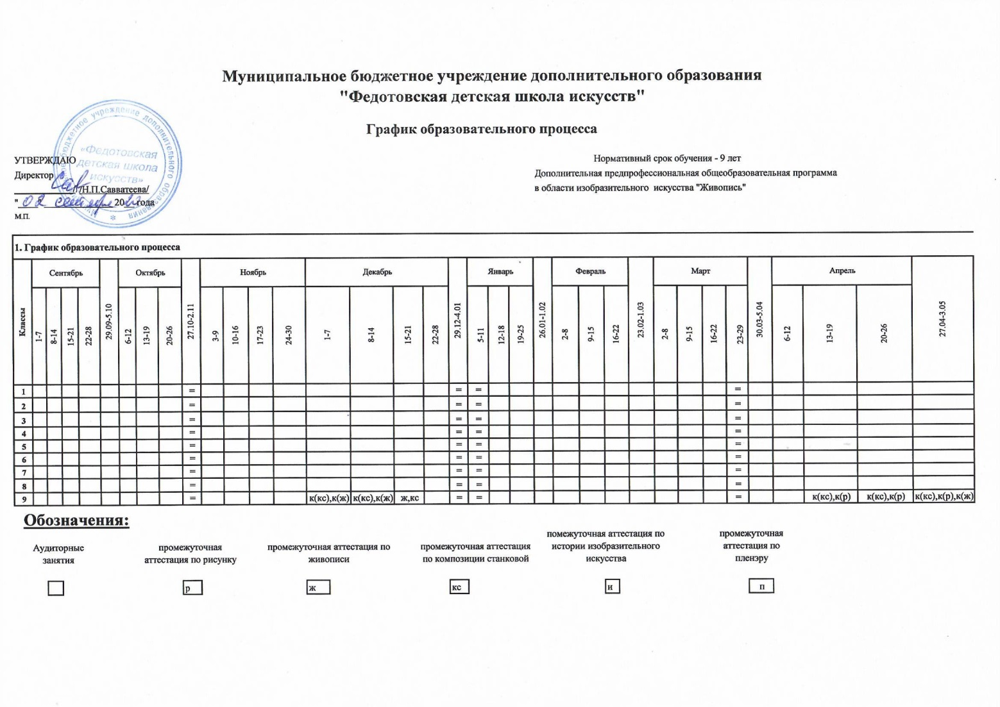 Муниципальное бюджетное учреждение дополнительного образования
"Федотовская детская школа искусств"
График образовательного процесса
«Федотовская
детская школа
искусств»
УТВЕРЖДАЮ
Директор
/Н.П.Савватеева/
" 02 " сентября 20 года
М.П.
Нормативный срок обучения - 9 лет
Дополнительная предпрофессиональная общеобразовательная программа
в области изобразительного искусства "Живопись"
1. График образовательного процесса
Классы Сентябрь 29.09-5.10 Октябрь 27.10-2.11 Ноябрь Декабрь 29.12-4.01 Январь 26.01-1.02 Февраль 23.02-1.03 Март 30.03-5.04 Апрель 27.04-3.05
1-7 8-14 15-21 22-28 6-12 13-19 20-26 3-9 10-16 17-23 24-30 1-7 8-14 15-21 22-28 5-11 12-18 19-25 2-8 9-15 16-22 2-8 9-15 16-22 23-29 6-12 13-19 20-26
1 = = = =
2 = = = =
3 = = = =
4 = = = =
5 = = = =
6 = = = =
7 = = = =
8 = = = =
9 = к(кс),к(ж) к(кс),к(ж) ж,кс = = = к(кс),к(р) к(кс),к(р) к(кс),к(р),к(ж)
Обозначения:
Аудиторные
занятия
промежуточная
аттестация по рисунку
промежуточная аттестация по
живописи
промежуточная аттестация
по композиции станковой
помежуточная аттестация по
истории изобразительного
искусства
промежуточная
аттестация по
пленэру
р
ж
кс
и
п